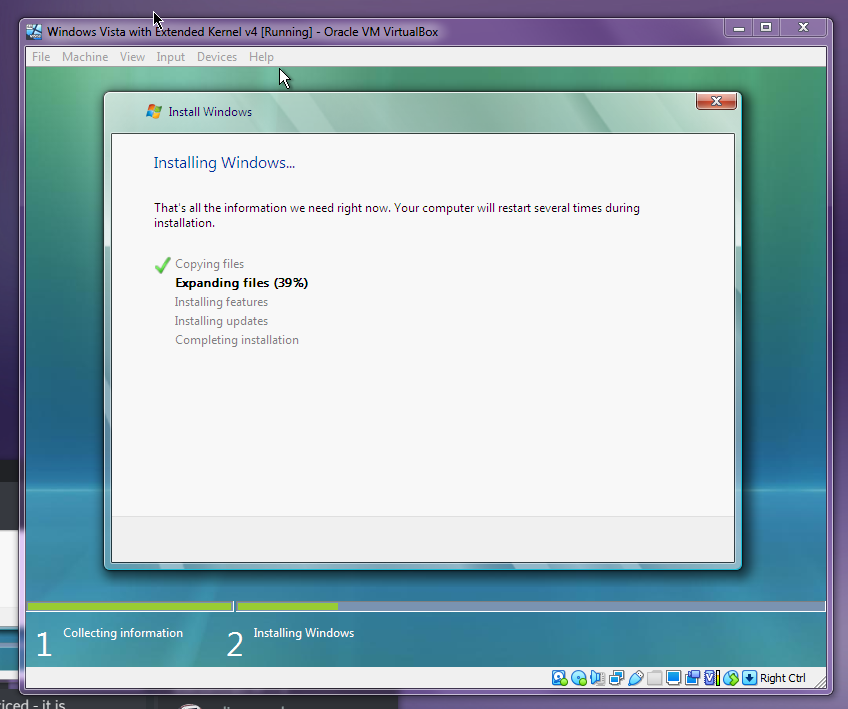 Windows Vista with Extended Kernel v4 [Running] - Oracle VM VirtualBox
File Machine View Input Devices Help
Install Windows
Installing Windows...
That's all the information we need right now. Your computer will restart several times during
installation.
Copying files
Expanding files (39%)
Installing features
Installing updates
Completing installation
1 Collecting information
2 Installing Windows
Right Ctrl
it is